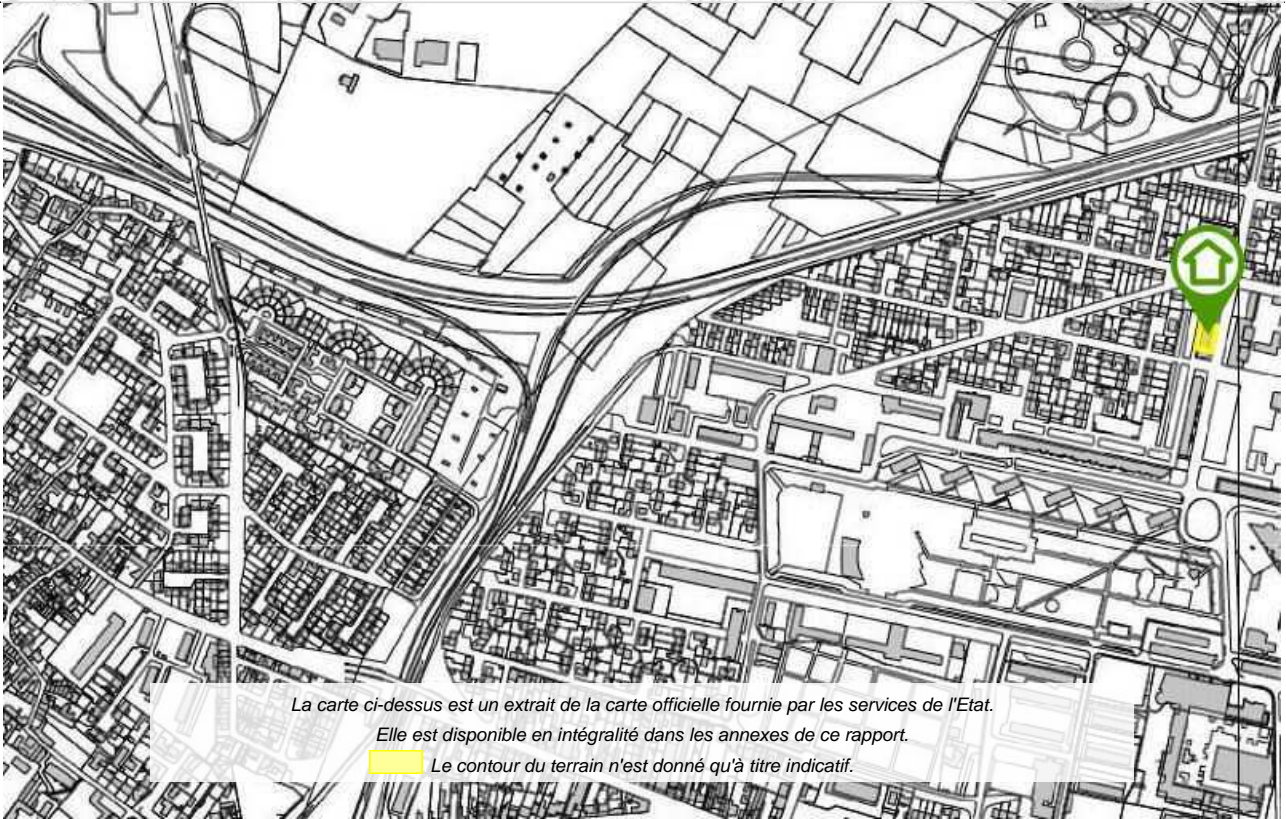 La carte ci-dessus est un extrait de la carte officielle fournie par les services de l'Etat.
Elle est disponible en intégralité dans les annexes de ce rapport.
Le contour du terrain n'est donné qu'à titre indicatif.